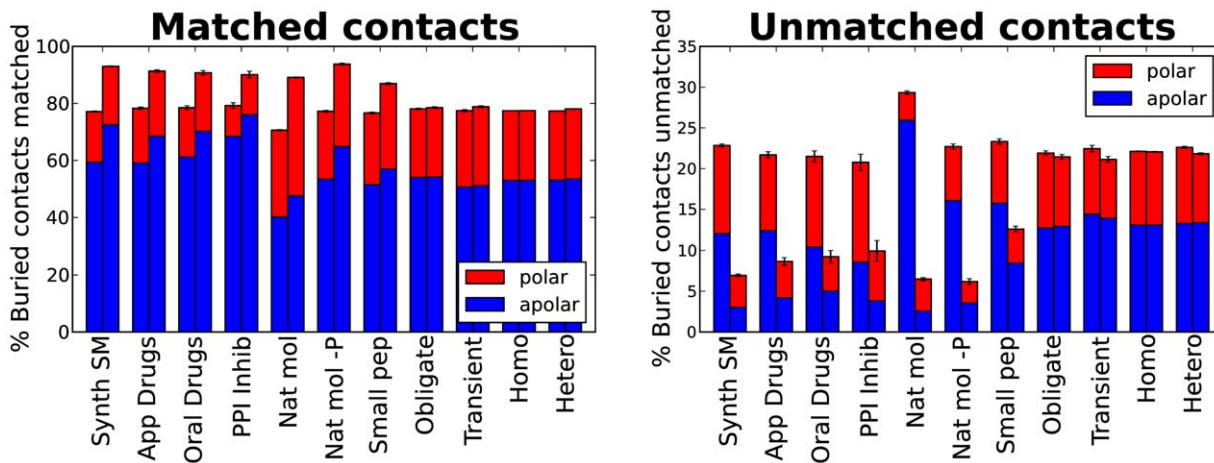 Matched contacts
% Buried contacts matched
100
80
60
40
20
0
polar
apolar
Synth SM
App Drugs
Oral Drugs
PPI Inhib
Nat mol
Nat mol -P
Small pep
Obligate
Transient
Homo
Hetero
Unmatched contacts
% Buried contacts unmatched
35
30
25
20
15
10
5
0
polar
apolar
Synth SM
App Drugs
Oral Drugs
PPI Inhib
Nat mol
Nat mol -P
Small pep
Obligate
Transient
Homo
Hetero